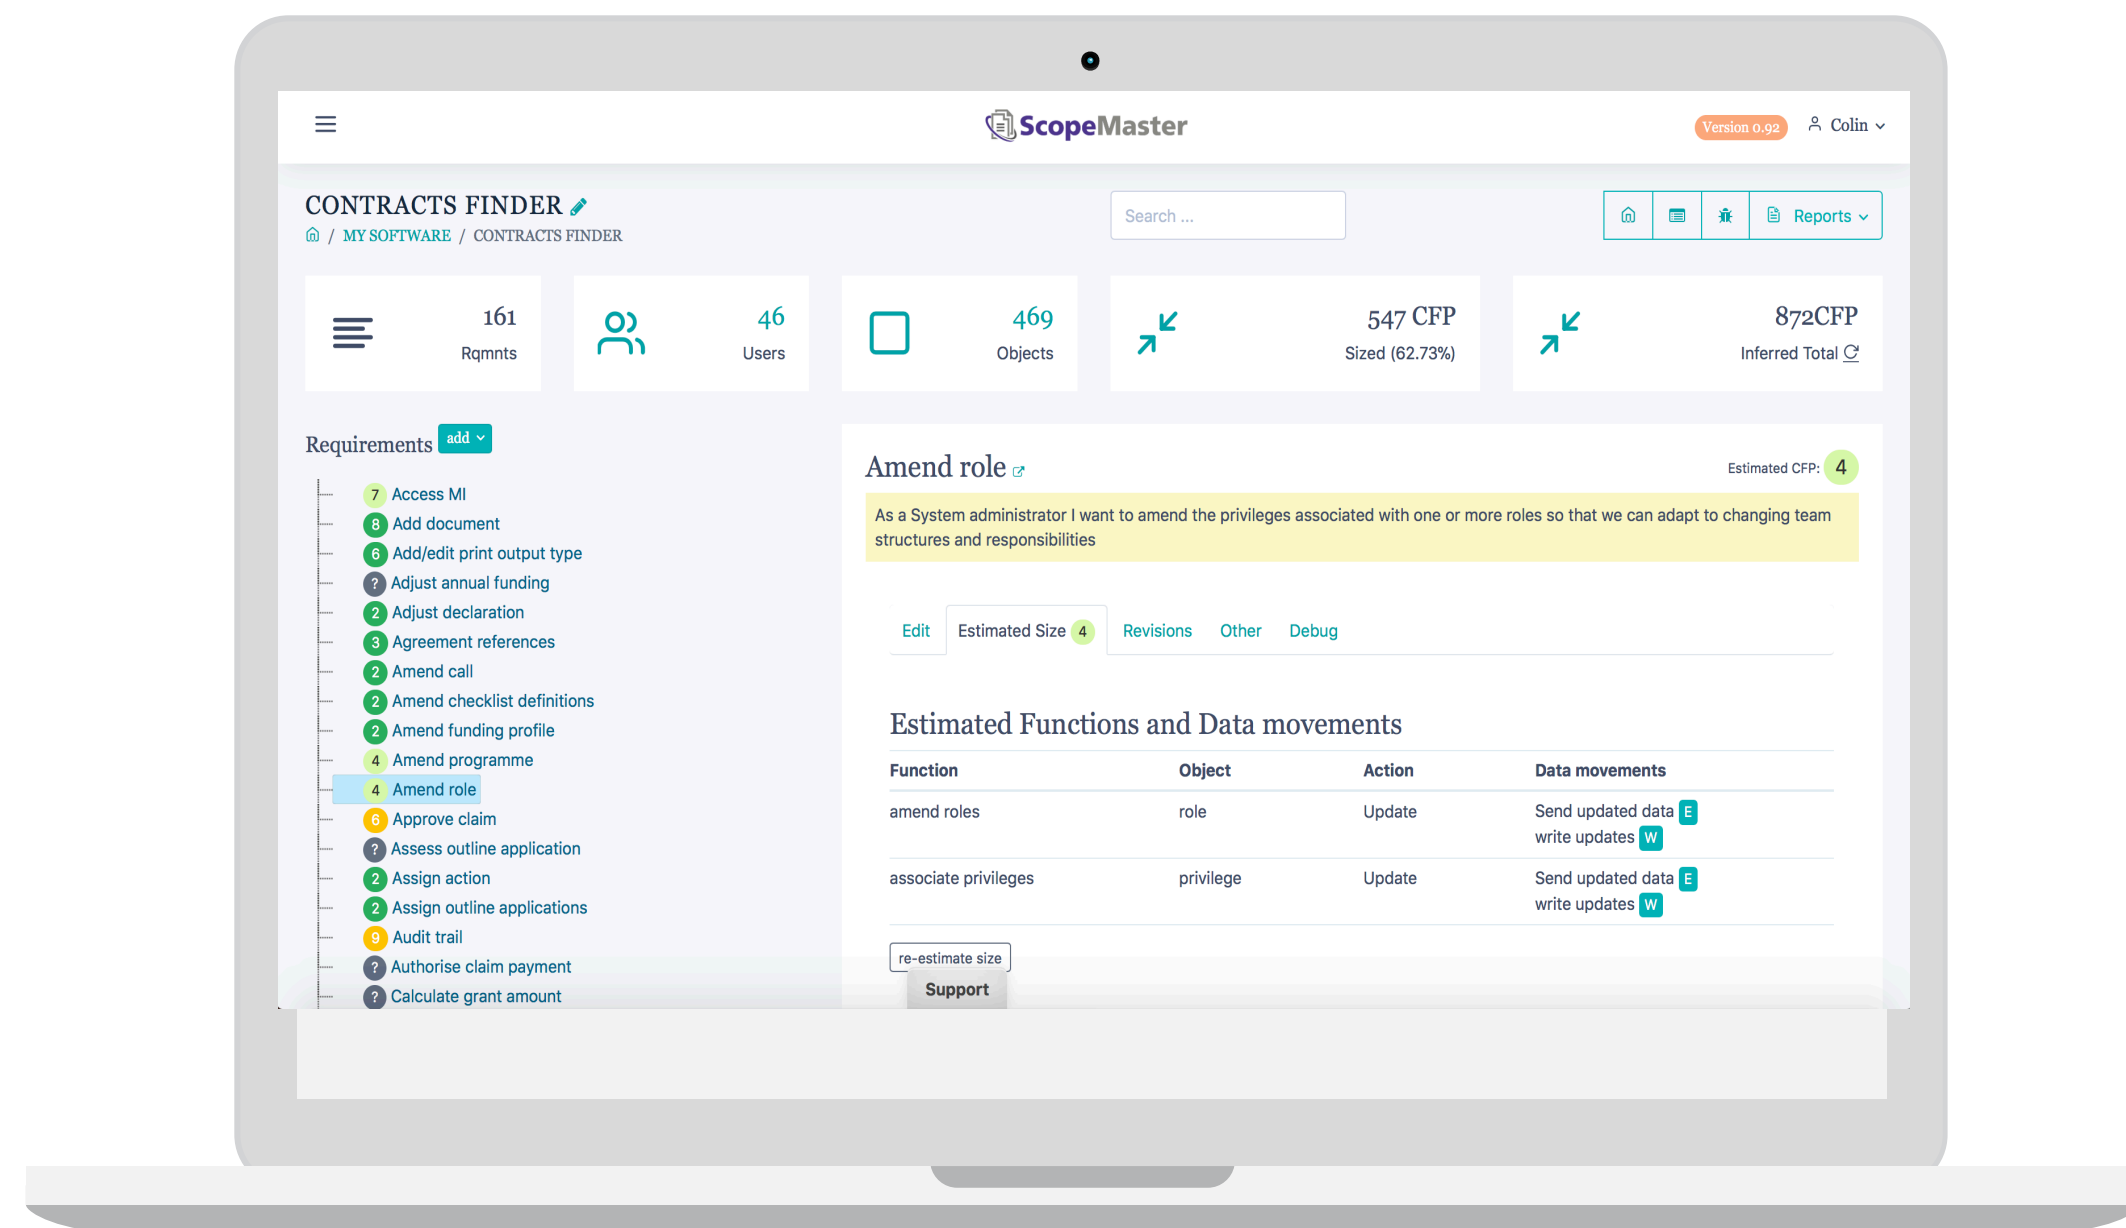 ScopeMaster
Version 0.92
Colin
CONTRACTS FINDER
/ MY SOFTWARE / CONTRACTS FINDER
Search ...
Reports
161
Rqmnts
46
Users
469
Objects
547 CFP
Sized (62.73%)
872CFP
Inferred Total
Requirements add
7 Access MI
8 Add document
6 Add/edit print output type
? Adjust annual funding
2 Adjust declaration
3 Agreement references
2 Amend call
2 Amend checklist definitions
2 Amend funding profile
4 Amend programme
4 Amend role
6 Approve claim
? Assess outline application
2 Assign action
2 Assign outline applications
9 Audit trail
? Authorise claim payment
? Calculate grant amount
Amend role
Estimated CFP: 4
As a System administrator I want to amend the privileges associated with one or more roles so that we can adapt to changing team
structures and responsibilities
Edit Estimated Size 4 Revisions Other Debug
Estimated Functions and Data movements
Function Object Action Data movements
amend roles role Update Send updated data E
write updates W
associate privileges privilege Update Send updated data E
write updates W
re-estimate size
Support